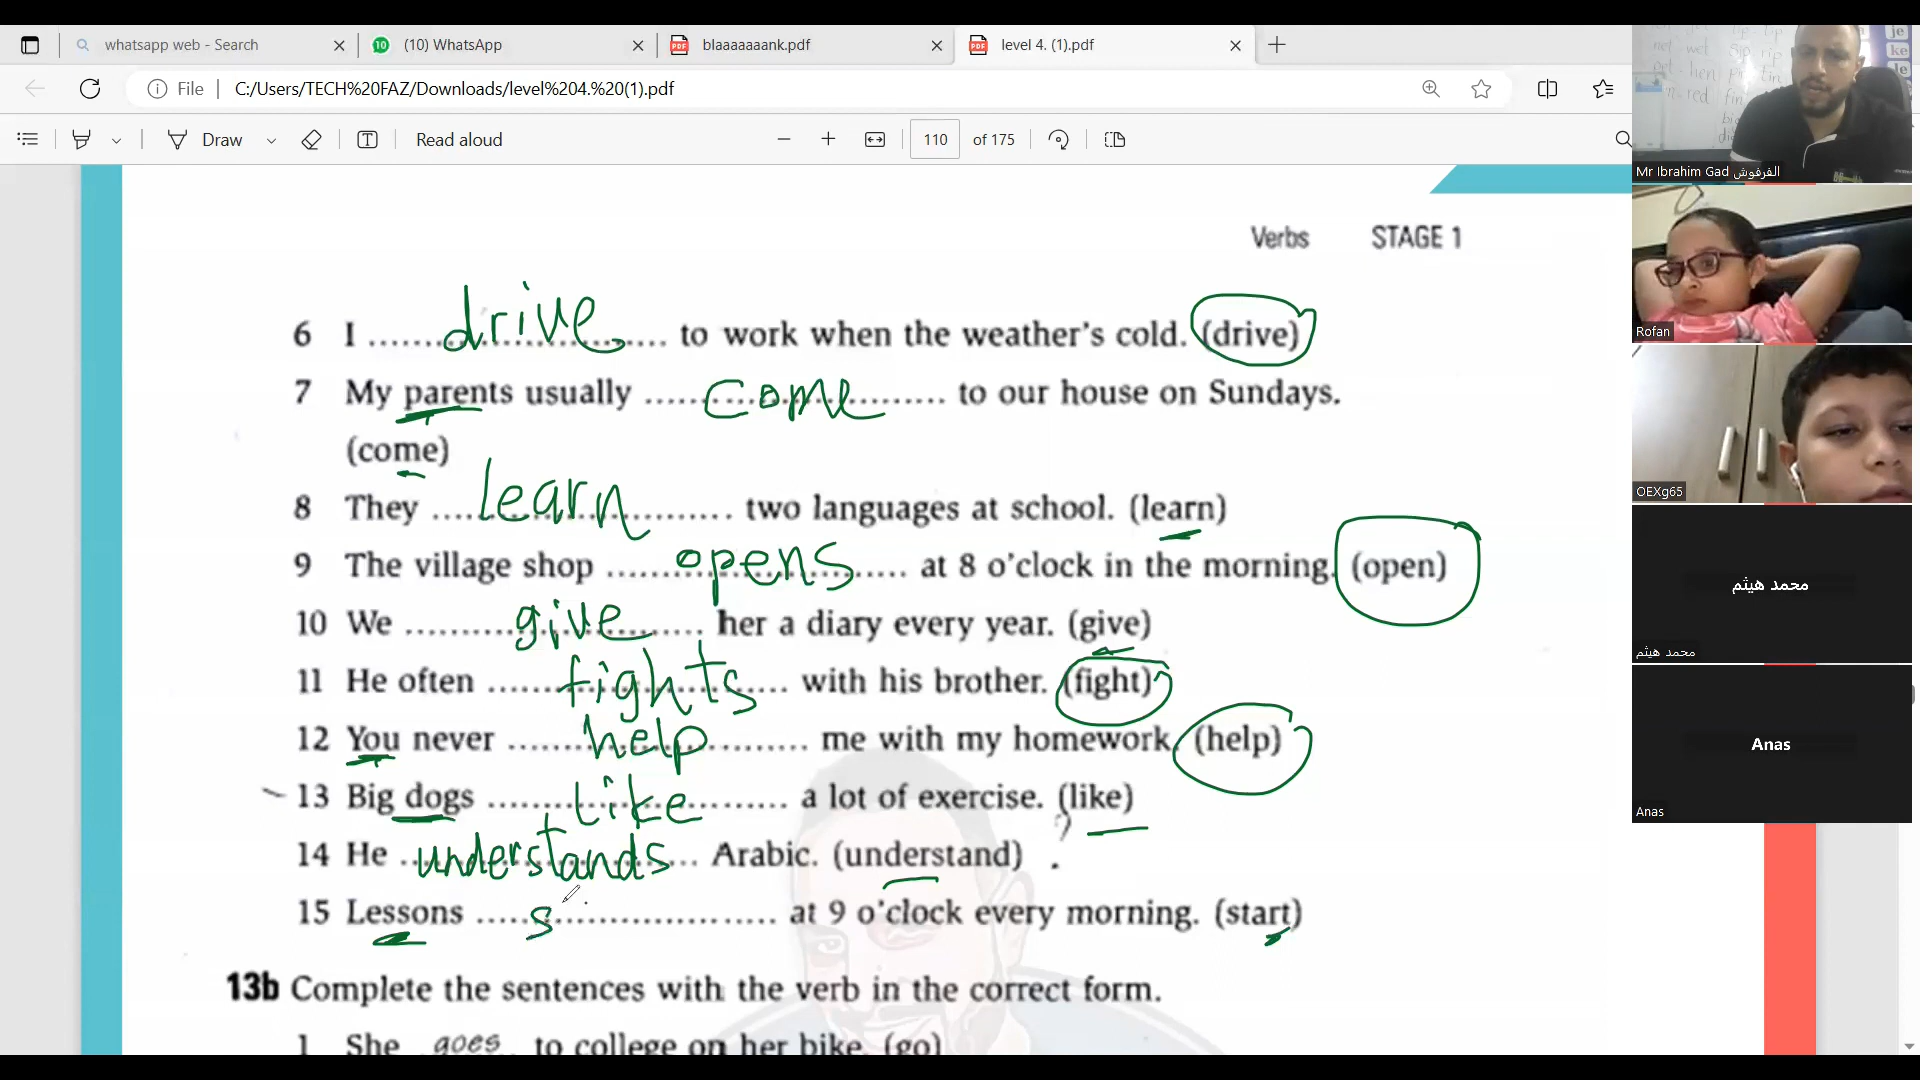 whatsapp web - Search
(10) WhatsApp
blaaaaaaank.pdf
level 4. (1).pdf
File
C:/Users/TECH%20FAZ/Downloads/level%204.%20(1).pdf
Draw
Read aloud
110 of 175
Verbs STAGE 1
6 I ...... drive ...... to work when the weather's cold. (drive)
7 My parents usually ...... come ...... to our house on Sundays.
(come)
8 They ...... learn ...... two languages at school. (learn)
9 The village shop ...... opens ...... at 8 o'clock in the morning. (open)
10 We ...... give ...... her a diary every year. (give)
11 He often ...... fights ...... with his brother. (fight)
12 You never ...... help ...... me with my homework. (help)
13 Big dogs ...... like ...... a lot of exercise. (like)
14 He ...... understands ...... Arabic. (understand)
15 Lessons ...... s ...... at 9 o'clock every morning. (start)
13b Complete the sentences with the verb in the correct form.
1 She goes to college on her bike. (go)
je
ke
red
Mr Ibrahim Gad الفرفوش
Rofan
OEXg65
محمد هيثم
محمد هيثم
Anas
Anas